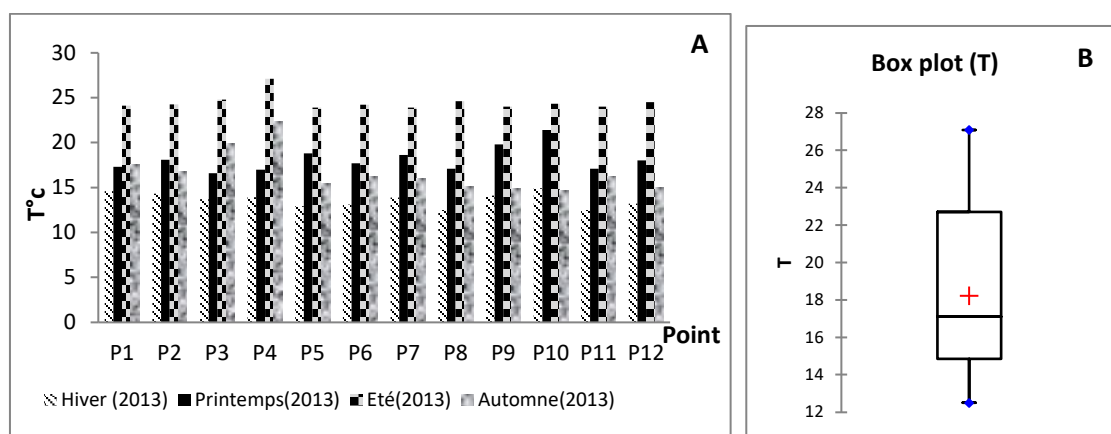 A
T°c
30
25
20
15
10
5
0
P1 P2 P3 P4 P5 P6 P7 P8 P9 P10 P11 P12
Point
Hiver (2013) Printemps(2013) Eté(2013) Automne(2013)
B
Box plot (T)
T
28
26
24
22
20
18
16
14
12